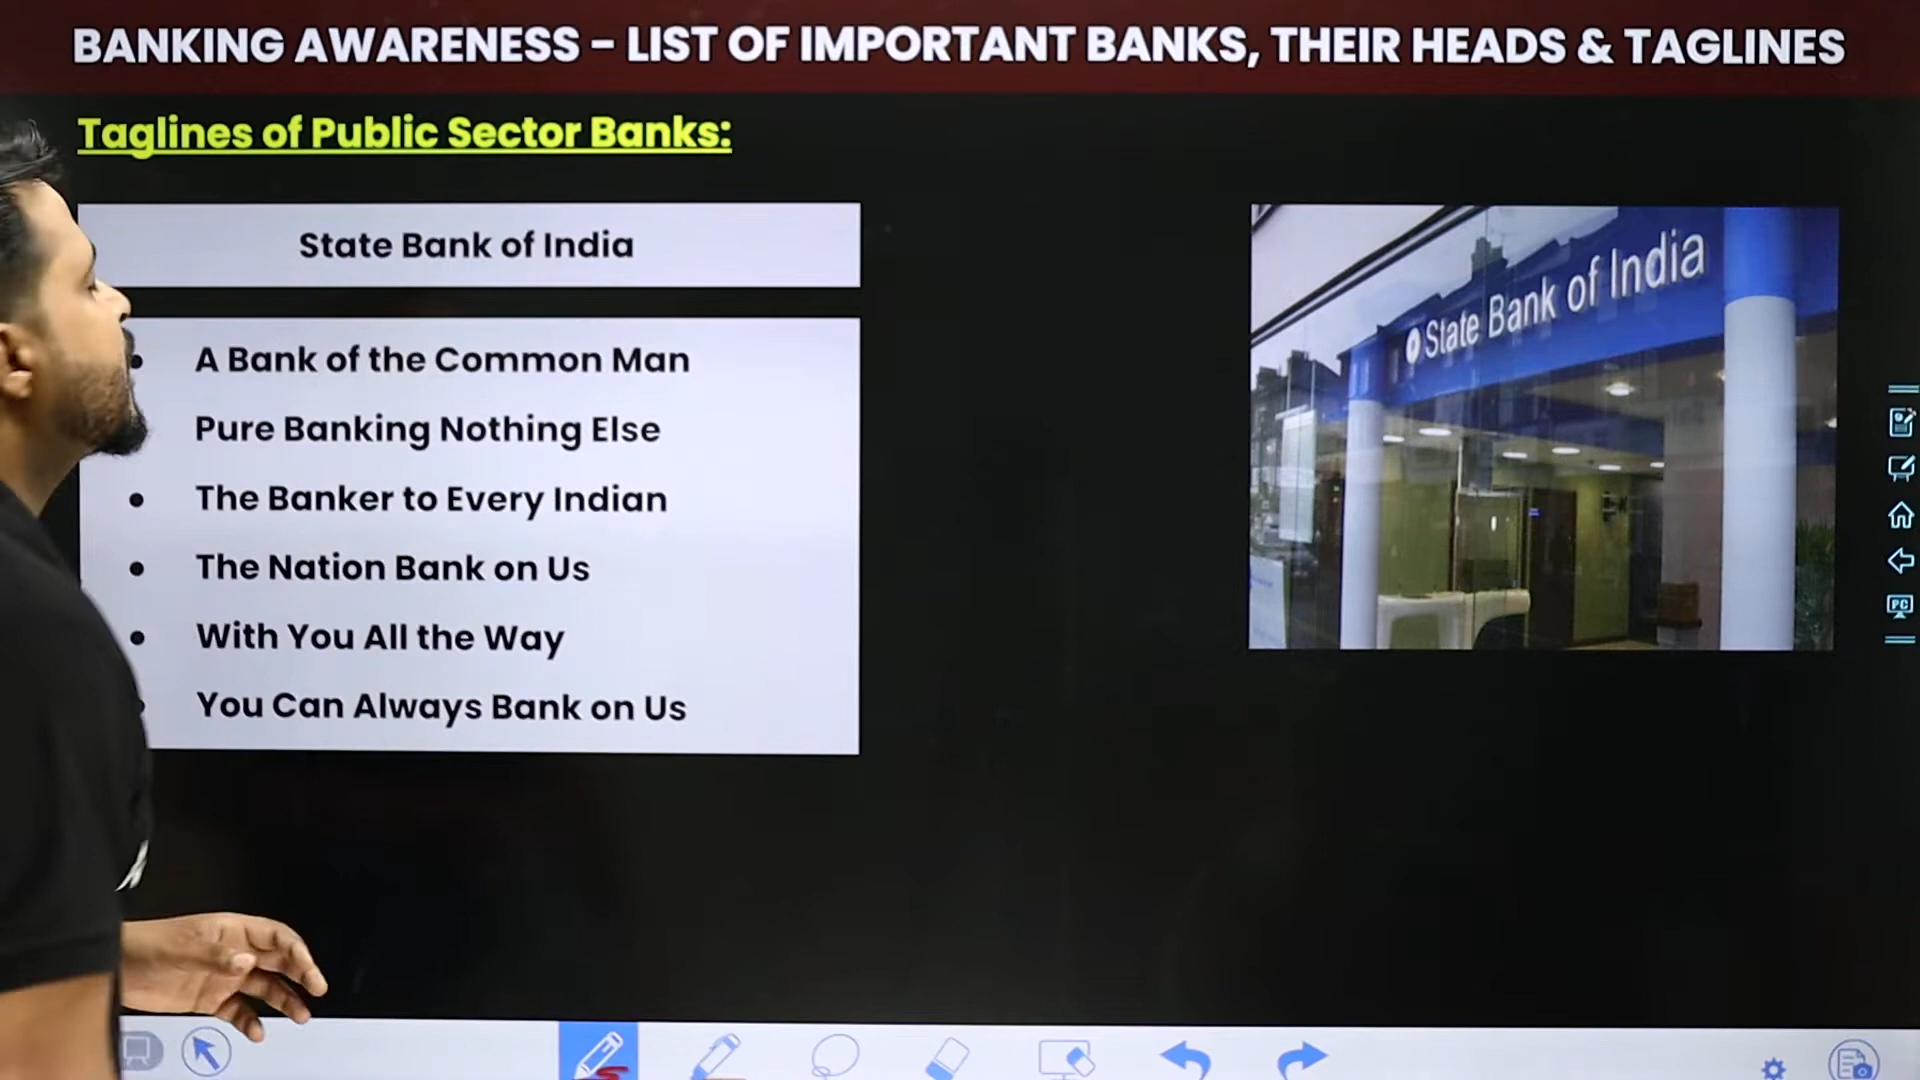 BANKING AWARENESS – LIST OF IMPORTANT BANKS, THEIR HEADS & TAGLINES
Taglines of Public Sector Banks:
State Bank of India
A Bank of the Common Man
Pure Banking Nothing Else
The Banker to Every Indian
The Nation Bank on Us
With You All the Way
You Can Always Bank on Us
State Bank of India
PC